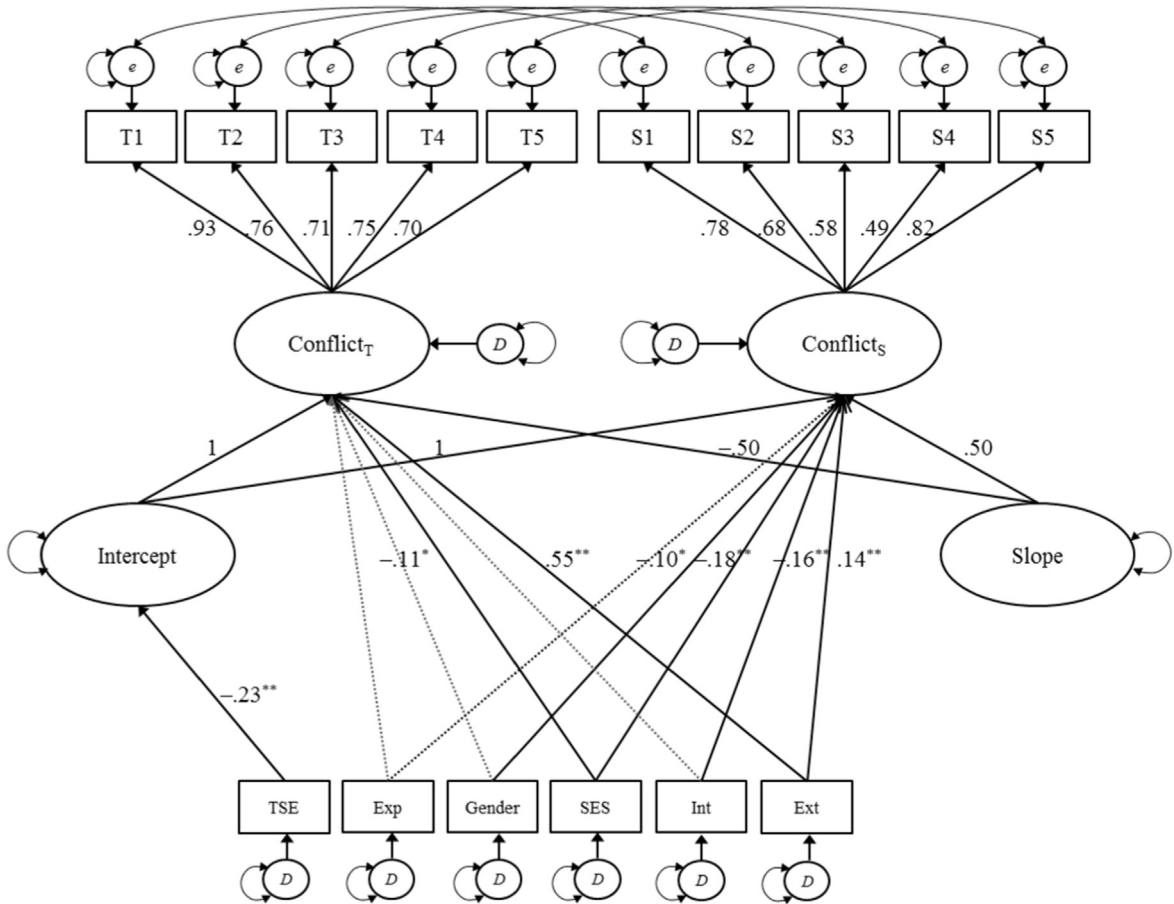 e e e e e e e e e e
T1 T2 T3 T4 T5 S1 S2 S3 S4 S5
.93 .76 .71 .75 .70 .78 .68 .58 .49 .82
Conflict_T D D Conflict_S
1 1 –.50 .50
Intercept –.11* .55** –.10* –.18** –.16** .14** Slope
–.23**
TSE Exp Gender SES Int Ext
D D D D D D